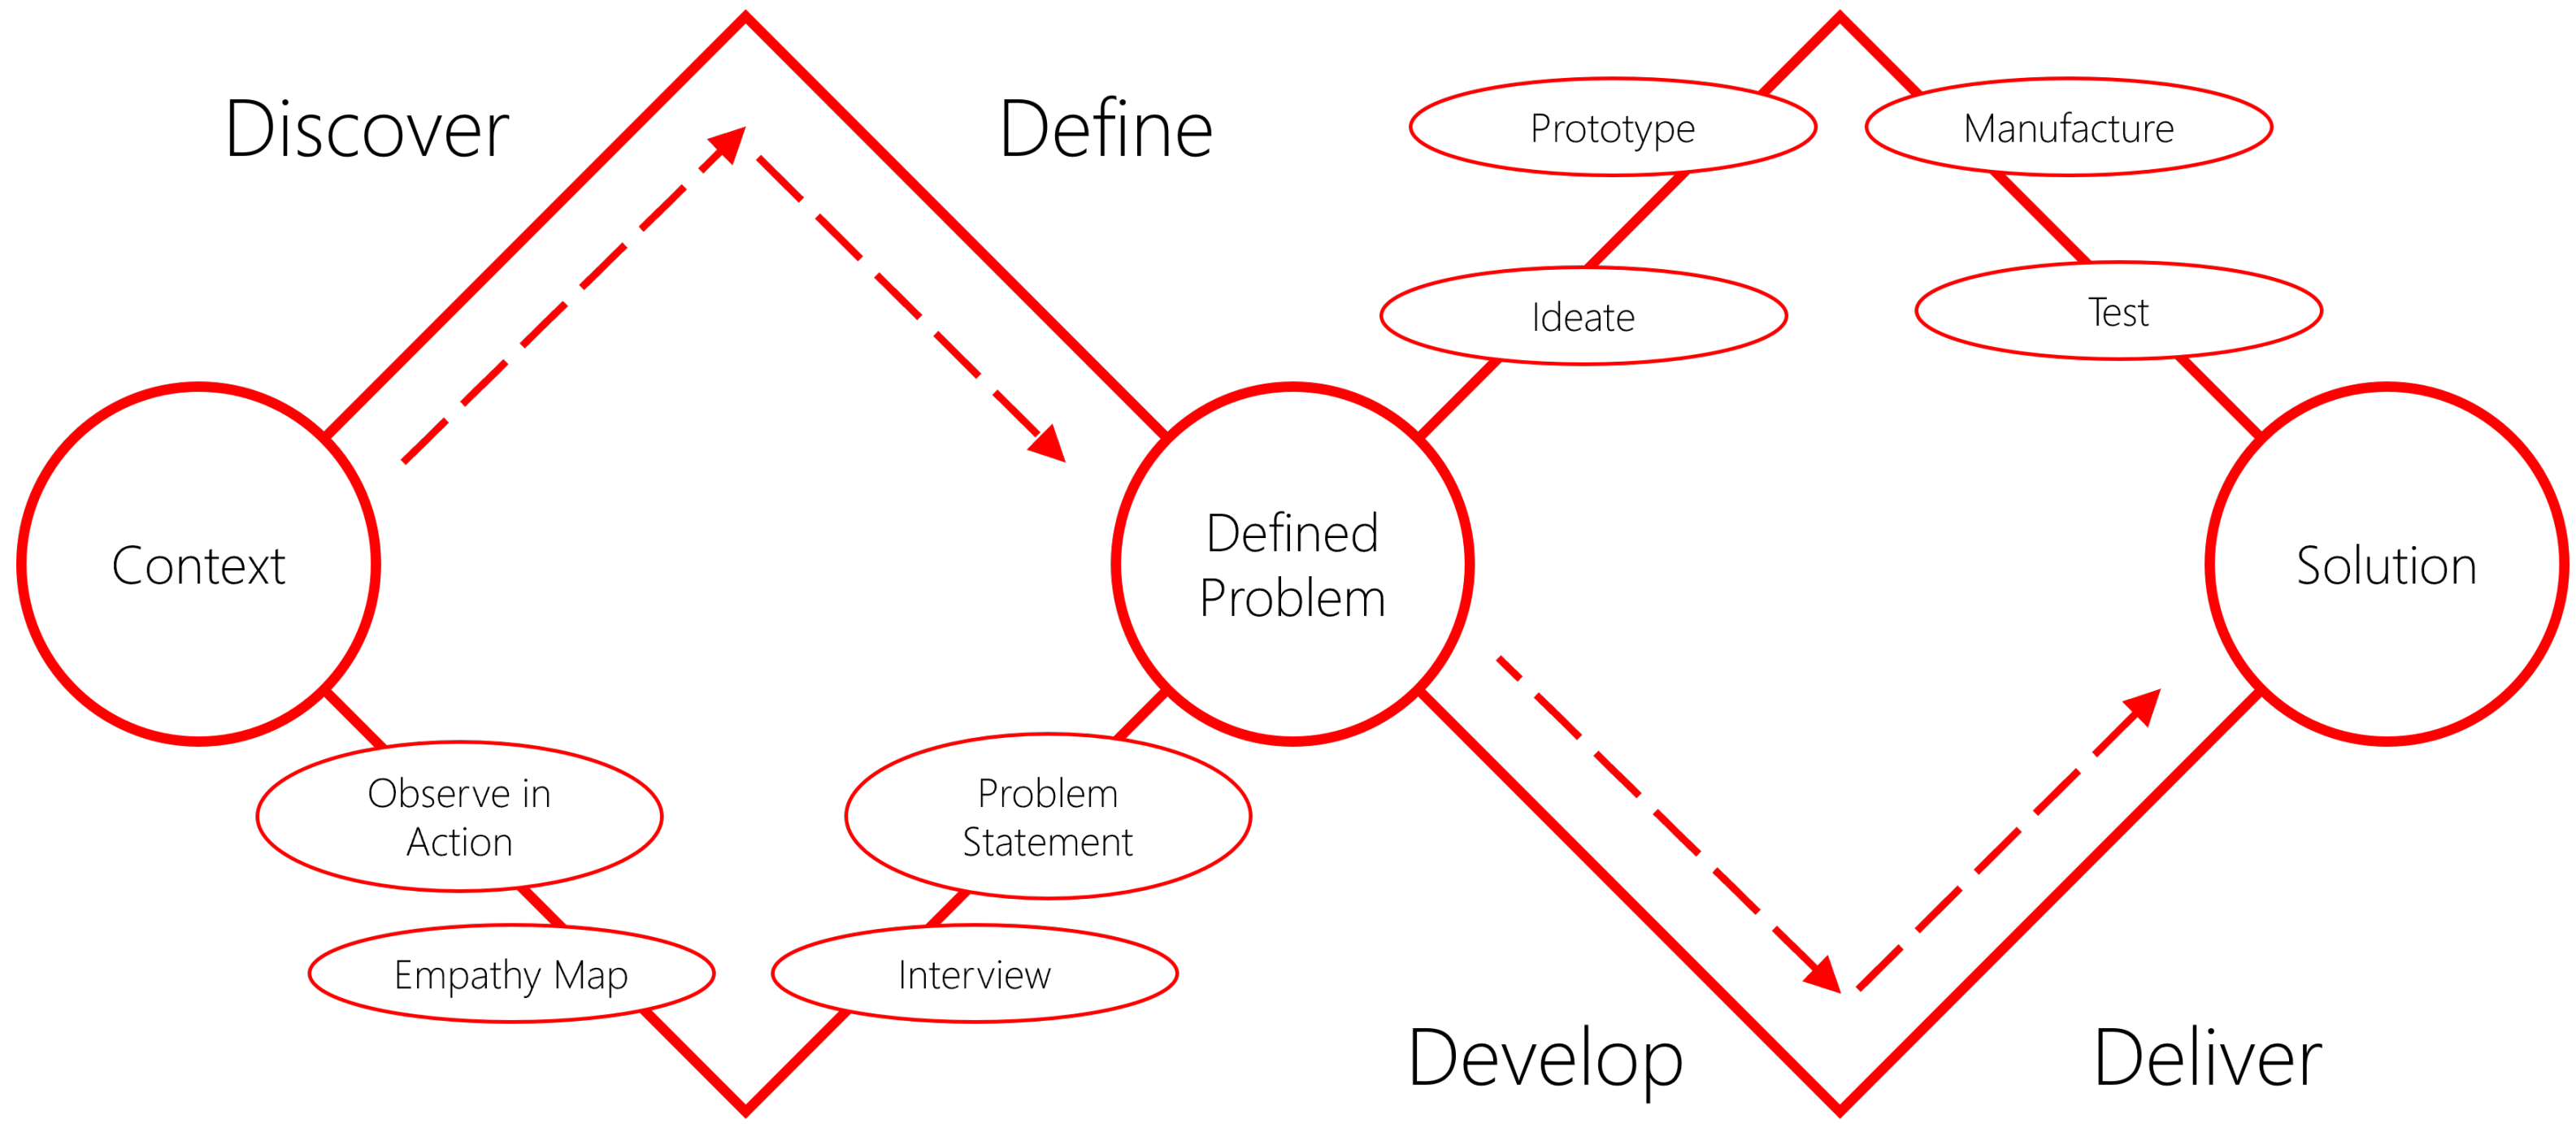 Discover
Define
Prototype
Manufacture
Ideate
Test
Context
Defined
Problem
Solution
Observe in
Action
Problem
Statement
Empathy Map
Interview
Develop
Deliver